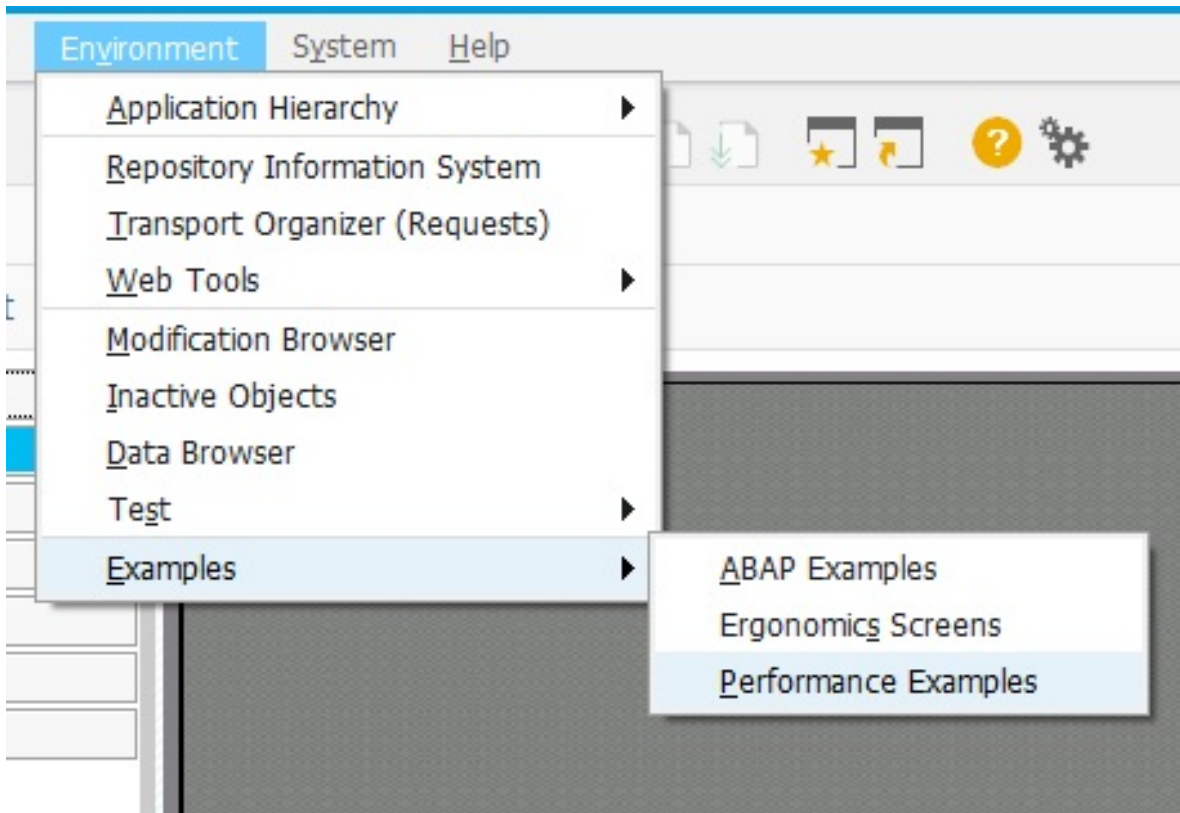 Environment System Help
Application Hierarchy
Repository Information System
Transport Organizer (Requests)
Web Tools
t
Modification Browser
Inactive Objects
Data Browser
Test
Examples
ABAP Examples
Ergonomics Screens
Performance Examples